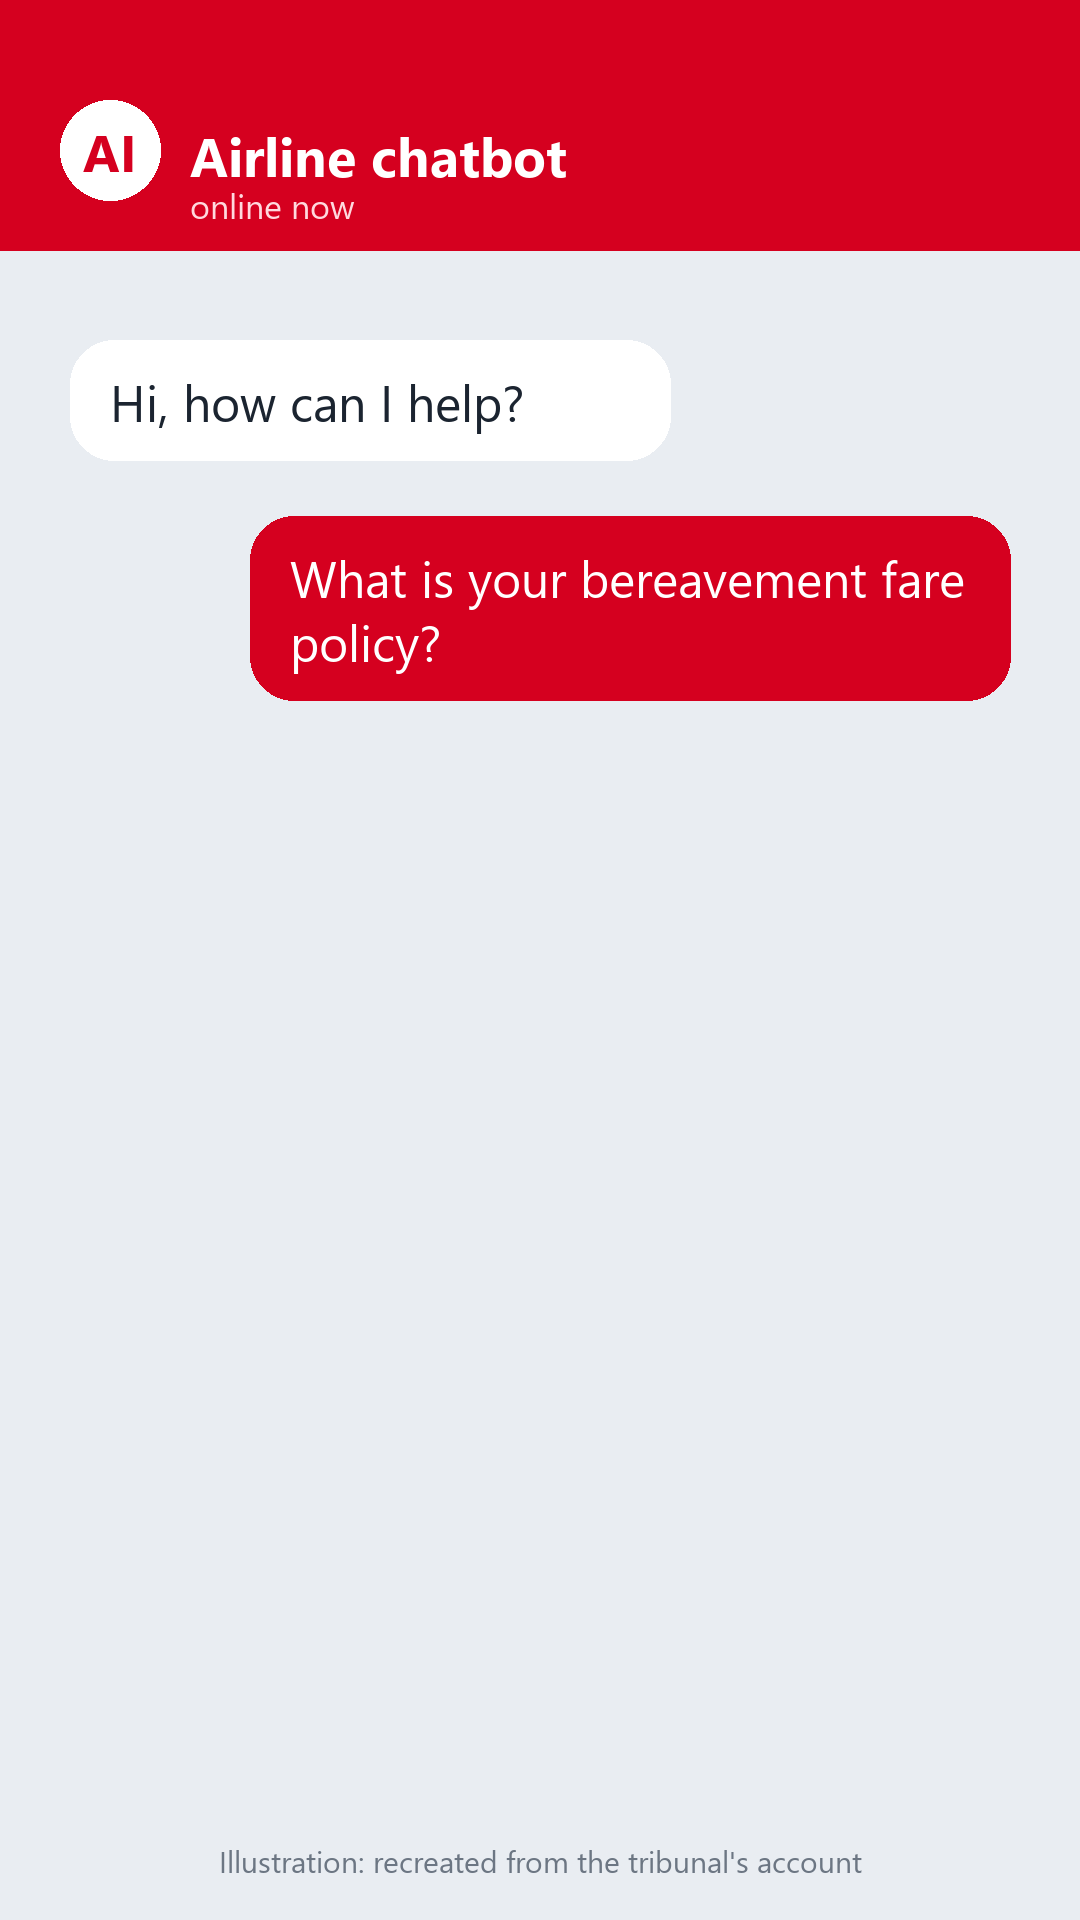 AI
Airline chatbot
online now
Hi, how can I help?
What is your bereavement fare
policy?
Illustration: recreated from the tribunal's account